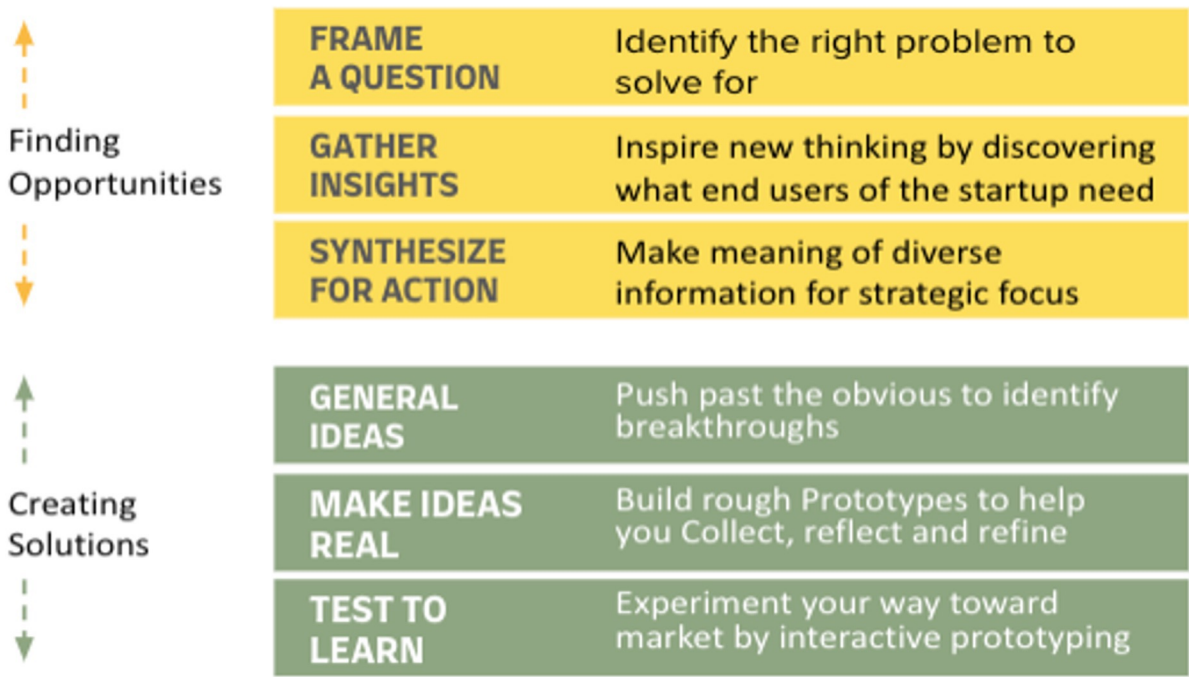 Finding
Opportunities
FRAME
A QUESTION
Identify the right problem to
solve for
GATHER
INSIGHTS
Inspire new thinking by discovering
what end users of the startup need
SYNTHESIZE
FOR ACTION
Make meaning of diverse
information for strategic focus
Creating
Solutions
GENERAL
IDEAS
Push past the obvious to identify
breakthroughs
MAKE IDEAS
REAL
Build rough Prototypes to help
you Collect, reflect and refine
TEST TO
LEARN
Experiment your way toward
market by interactive prototyping